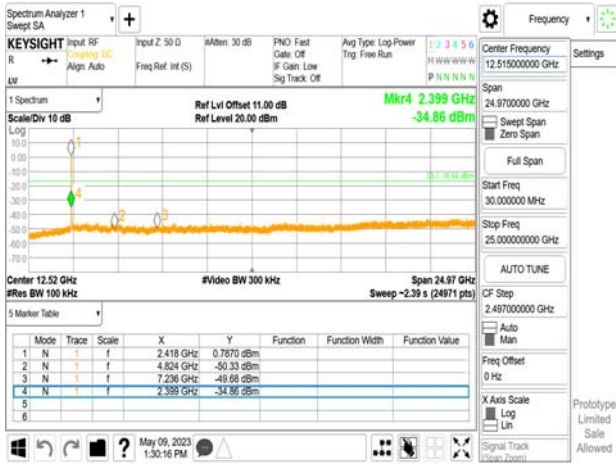 Spectrum Analyzer 1
Swept SA
+
Frequency
KEYSIGHT
R
Input: RF
Coupling: DC
Align: Auto
Input Z: 50 Ω
Freq Ref: Int (S)
#Atten: 30 dB
PNO: Fast
Gate: Off
IF Gain: Low
Sig Track: Off
Avg Type: Log-Power
Trig: Free Run
1 2 3 4 5 6
M W W W W W
P N N N N N
1 Spectrum
Scale/Div 10 dB
Ref Lvl Offset 11.00 dB
Ref Level 20.00 dBm
Mkr4 2.399 GHz
-34.86 dBm
Log
10.0
0.00
-10.0
-20.0
-30.0
-40.0
-50.0
-60.0
-70.0
1
4
2
3
Center 12.52 GHz
#Res BW 100 kHz
#Video BW 300 kHz
Span 24.97 GHz
Sweep ~2.39 s (24971 pts)
5 Marker Table
Mode Trace Scale X Y Function Function Width Function Value
1 N 1 f 2.418 GHz 0.7870 dBm
2 N 1 f 4.824 GHz -50.33 dBm
3 N 1 f 7.236 GHz -49.68 dBm
4 N 1 f 2.399 GHz -34.86 dBm
5
6
?
May 09, 2023
1:30:16 PM
Center Frequency
12.515000000 GHz
Settings
Span
24.9700000 GHz
Swept Span
Zero Span
Full Span
Start Freq
30.000000 MHz
Stop Freq
25.000000000 GHz
AUTO TUNE
CF Step
2.497000000 GHz
Auto
Man
Freq Offset
0 Hz
X Axis Scale
Log
Lin
Signal Track
(Span Zoom)
Prototype
Limited
Sale
Allowed